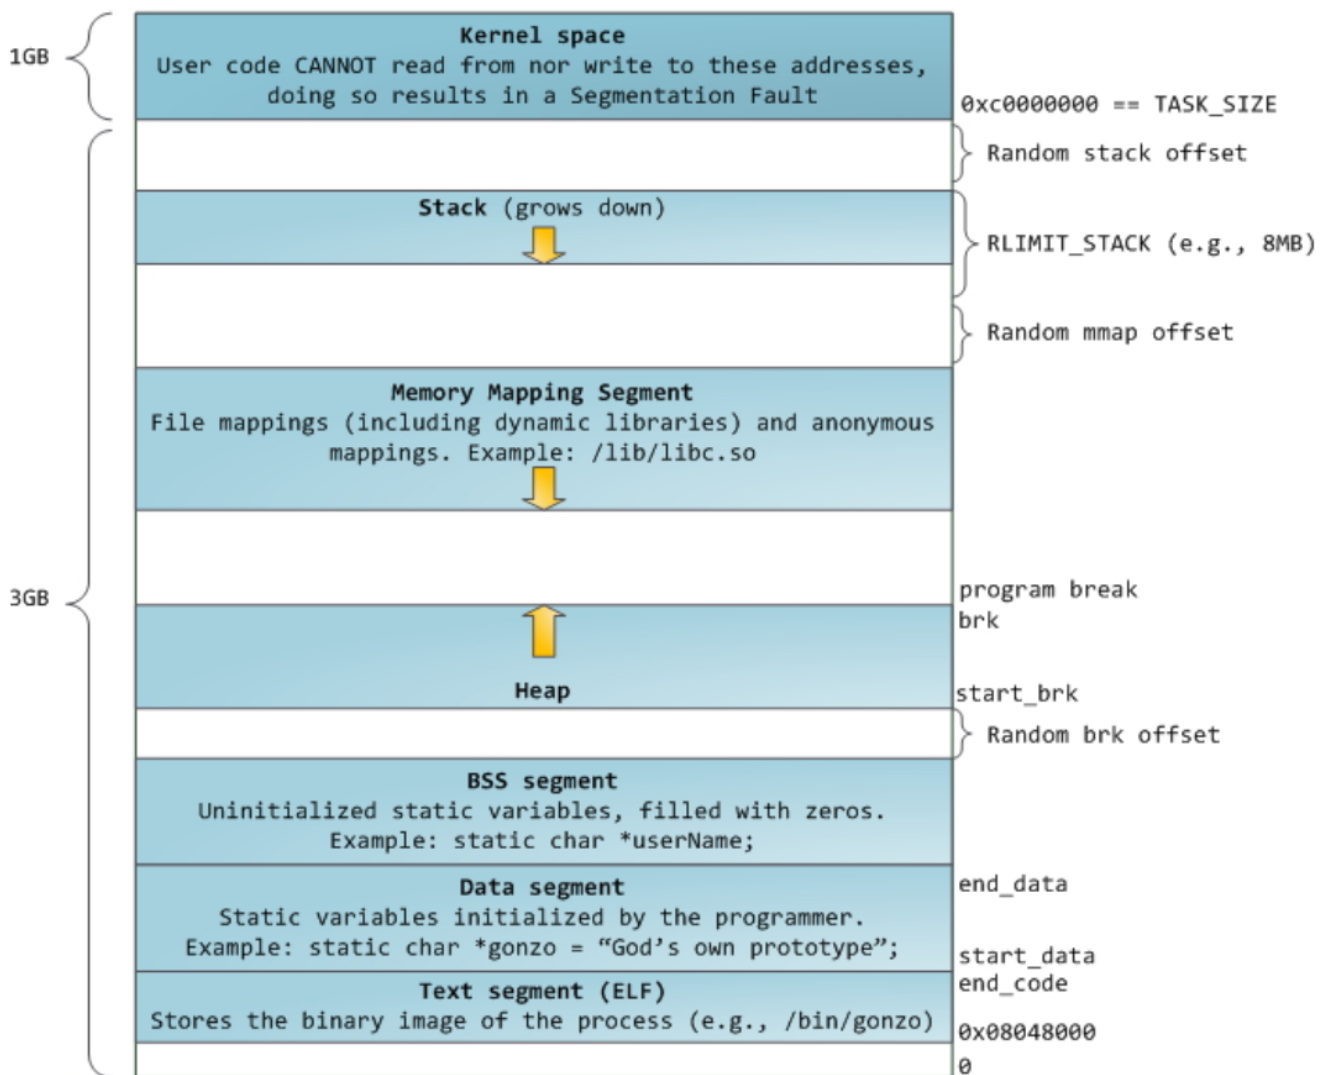 1GB
Kernel space
User code CANNOT read from nor write to these addresses,
doing so results in a Segmentation Fault
0xc0000000 == TASK_SIZE
Random stack offset
Stack (grows down)
RLIMIT_STACK (e.g., 8MB)
Random mmap offset
Memory Mapping Segment
File mappings (including dynamic libraries) and anonymous
mappings. Example: /lib/libc.so
3GB
program break
brk
Heap
start_brk
Random brk offset
BSS segment
Uninitialized static variables, filled with zeros.
Example: static char *userName;
Data segment
Static variables initialized by the programmer.
Example: static char *gonzo = “God’s own prototype”;
end_data
start_data
end_code
Text segment (ELF)
Stores the binary image of the process (e.g., /bin/gonzo)
0x08048000
0